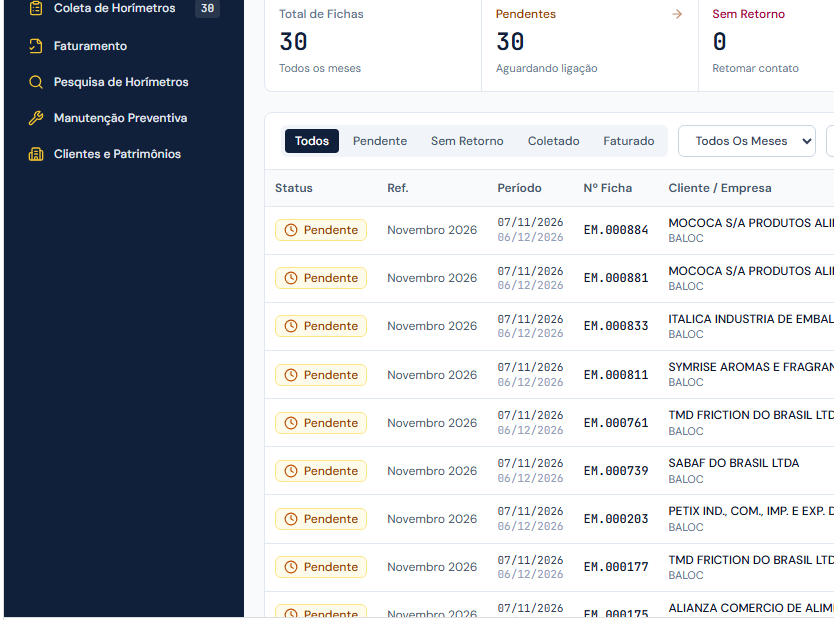 Coleta de Horímetros 30
Faturamento
Pesquisa de Horímetros
Manutenção Preventiva
Clientes e Patrimônios
Total de Fichas
30
Todos os meses
Pendentes
30
Aguardando ligação
Sem Retorno
0
Retomar contato
Todos Pendente Sem Retorno Coletado Faturado Todos Os Meses
Status Ref. Período Nº Ficha Cliente / Empresa
Pendente Novembro 2026 07/11/2026 EM.000884 MOCOCA S/A PRODUTOS ALI
06/12/2026 BALOC
Pendente Novembro 2026 07/11/2026 EM.000881 MOCOCA S/A PRODUTOS ALI
06/12/2026 BALOC
Pendente Novembro 2026 07/11/2026 EM.000833 ITALICA INDUSTRIA DE EMBAL
06/12/2026 BALOC
Pendente Novembro 2026 07/11/2026 EM.000811 SYMRISE AROMAS E FRAGRAN
06/12/2026 BALOC
Pendente Novembro 2026 07/11/2026 EM.000761 TMD FRICTION DO BRASIL LTD
06/12/2026 BALOC
Pendente Novembro 2026 07/11/2026 EM.000739 SABAF DO BRASIL LTDA
06/12/2026 BALOC
Pendente Novembro 2026 07/11/2026 EM.000203 PETIX IND., COM., IMP. E EXP. D
06/12/2026 BALOC
Pendente Novembro 2026 07/11/2026 EM.000177 TMD FRICTION DO BRASIL LTD
06/12/2026 BALOC
Pendente Novembro 2026 07/11/2026 EM.000175 ALIANZA COMERCIO DE ALIM